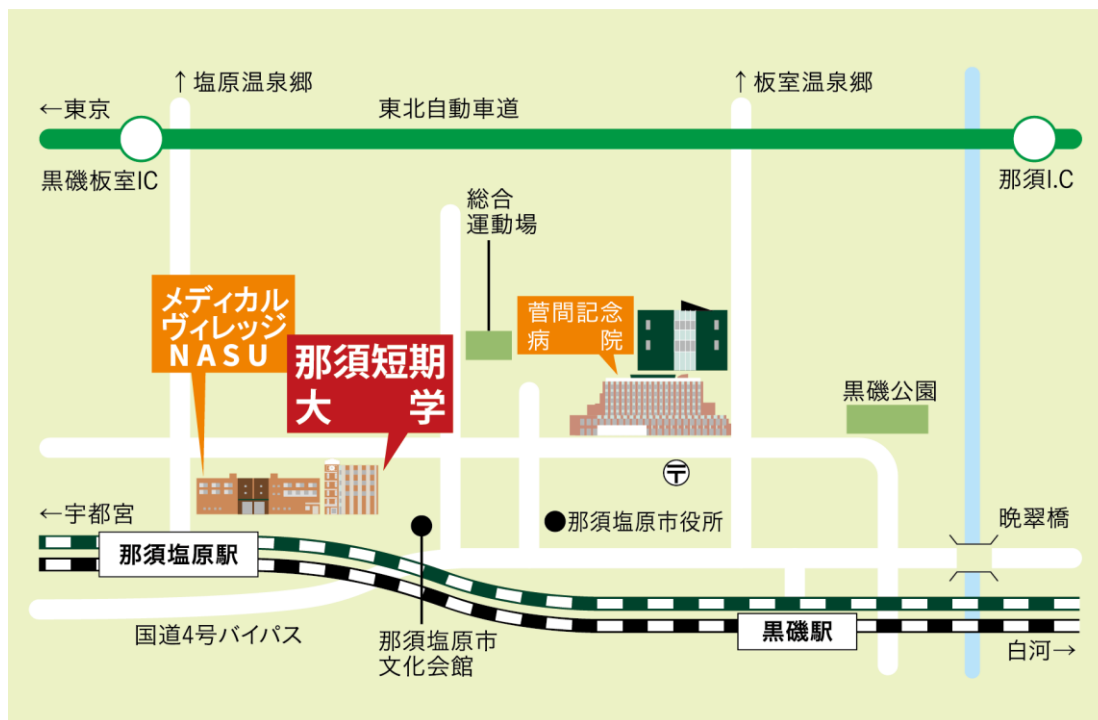 ↑塩原温泉郷
↑板室温泉郷
←東京
東北自動車道
黒磯板室IC
那須I.C
総合
運動場
メディカル
ヴィレッジ
NASU
那須短期
大学
菅間記念
病院
黒磯公園
〒
←宇都宮
●那須塩原市役所
晩翠橋
那須塩原駅
国道4号バイパス
那須塩原市
文化会館
黒磯駅
白河→